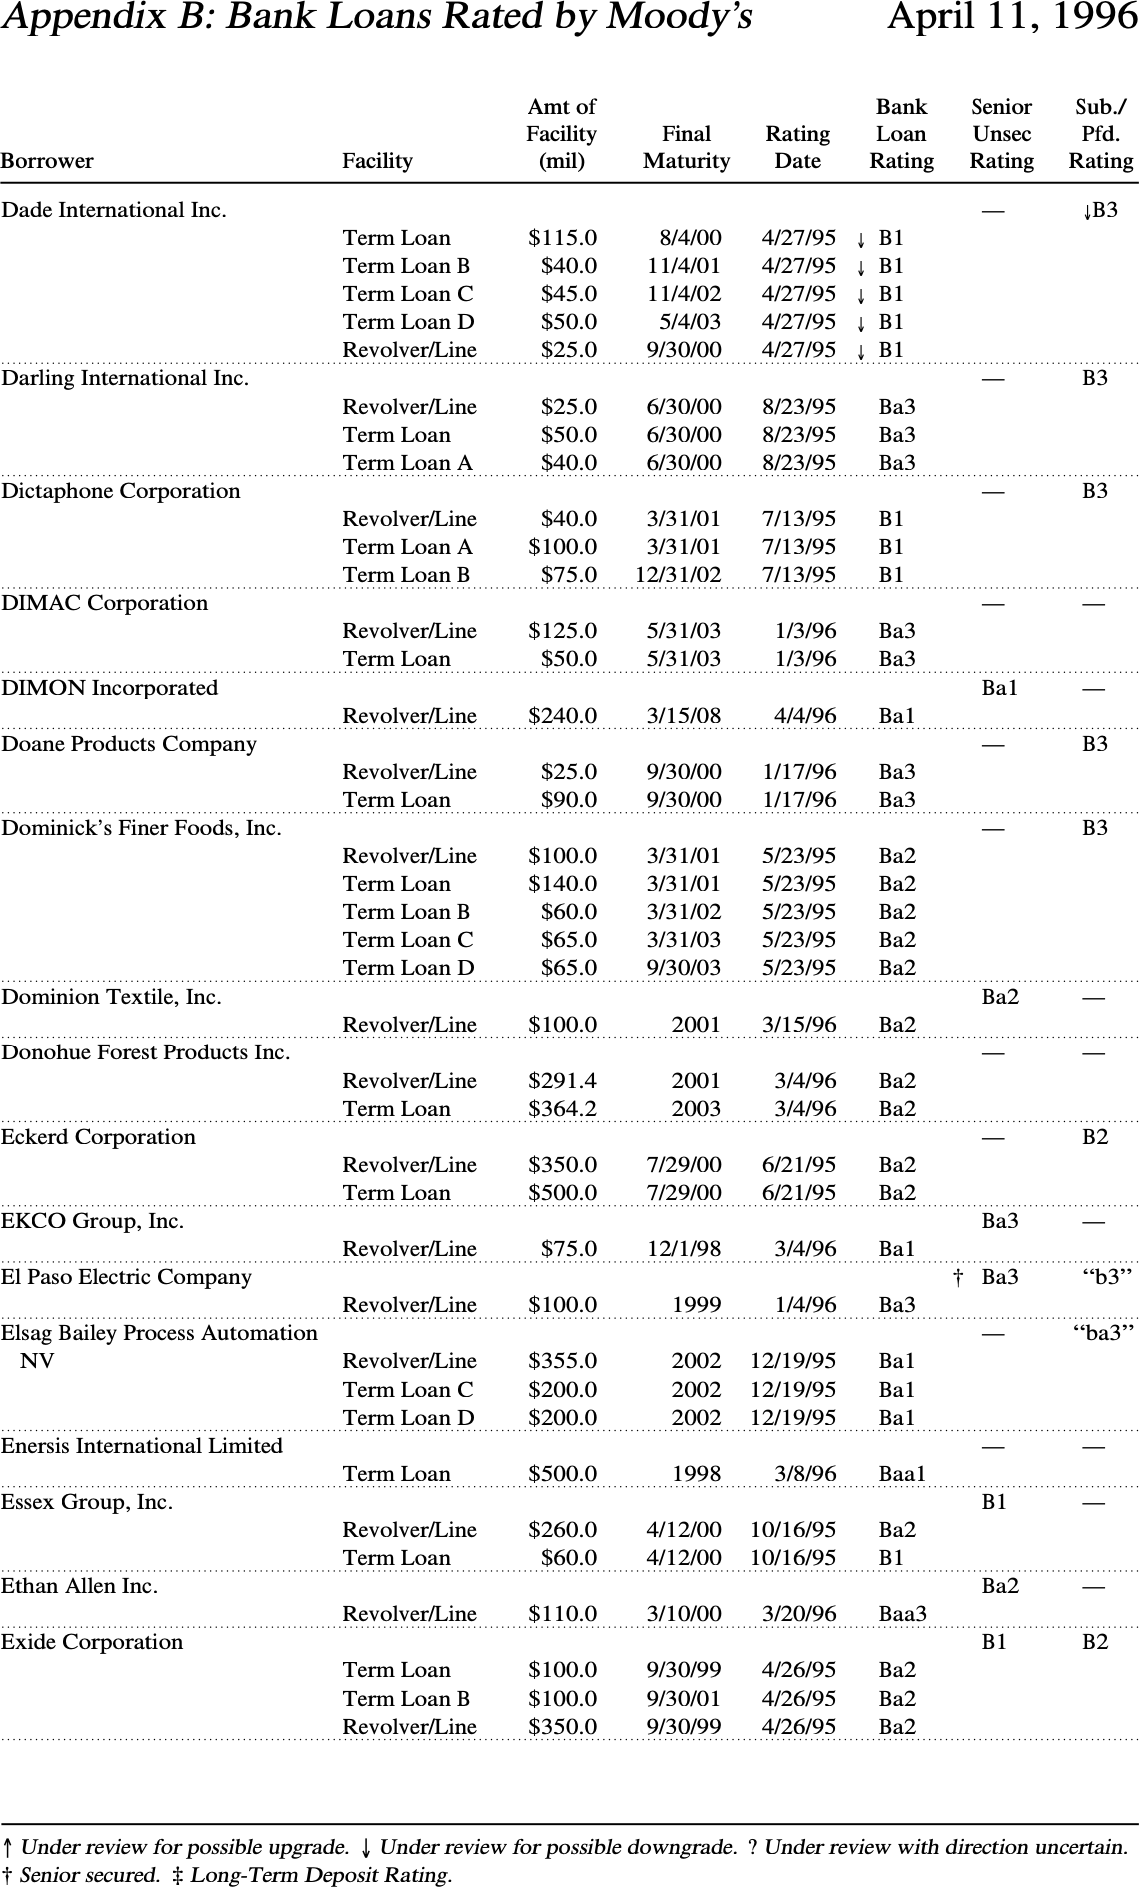 Appendix B: Bank Loans Rated by Moody's April 11, 1996
Amt of Bank Senior Sub./
Facility Final Rating Loan Unsec Pfd.
Borrower Facility (mil) Maturity Date Rating Rating Rating
Dade International Inc. — ↓B3
Term Loan $115.0 8/4/00 4/27/95 ↓ B1
Term Loan B $40.0 11/4/01 4/27/95 ↓ B1
Term Loan C $45.0 11/4/02 4/27/95 ↓ B1
Term Loan D $50.0 5/4/03 4/27/95 ↓ B1
Revolver/Line $25.0 9/30/00 4/27/95 ↓ B1
Darling International Inc. — B3
Revolver/Line $25.0 6/30/00 8/23/95 Ba3
Term Loan $50.0 6/30/00 8/23/95 Ba3
Term Loan A $40.0 6/30/00 8/23/95 Ba3
Dictaphone Corporation — B3
Revolver/Line $40.0 3/31/01 7/13/95 B1
Term Loan A $100.0 3/31/01 7/13/95 B1
Term Loan B $75.0 12/31/02 7/13/95 B1
DIMAC Corporation — —
Revolver/Line $125.0 5/31/03 1/3/96 Ba3
Term Loan $50.0 5/31/03 1/3/96 Ba3
DIMON Incorporated Ba1 —
Revolver/Line $240.0 3/15/08 4/4/96 Ba1
Doane Products Company — B3
Revolver/Line $25.0 9/30/00 1/17/96 Ba3
Term Loan $90.0 9/30/00 1/17/96 Ba3
Dominick's Finer Foods, Inc. — B3
Revolver/Line $100.0 3/31/01 5/23/95 Ba2
Term Loan $140.0 3/31/01 5/23/95 Ba2
Term Loan B $60.0 3/31/02 5/23/95 Ba2
Term Loan C $65.0 3/31/03 5/23/95 Ba2
Term Loan D $65.0 9/30/03 5/23/95 Ba2
Dominion Textile, Inc. Ba2 —
Revolver/Line $100.0 2001 3/15/96 Ba2
Donohue Forest Products Inc. — —
Revolver/Line $291.4 2001 3/4/96 Ba2
Term Loan $364.2 2003 3/4/96 Ba2
Eckerd Corporation — B2
Revolver/Line $350.0 7/29/00 6/21/95 Ba2
Term Loan $500.0 7/29/00 6/21/95 Ba2
EKCO Group, Inc. Ba3 —
Revolver/Line $75.0 12/1/98 3/4/96 Ba1
El Paso Electric Company † Ba3 "b3"
Revolver/Line $100.0 1999 1/4/96 Ba3
Elsag Bailey Process Automation — "ba3"
NV Revolver/Line $355.0 2002 12/19/95 Ba1
Term Loan C $200.0 2002 12/19/95 Ba1
Term Loan D $200.0 2002 12/19/95 Ba1
Enersis International Limited — —
Term Loan $500.0 1998 3/8/96 Baa1
Essex Group, Inc. B1 —
Revolver/Line $260.0 4/12/00 10/16/95 Ba2
Term Loan $60.0 4/12/00 10/16/95 B1
Ethan Allen Inc. Ba2 —
Revolver/Line $110.0 3/10/00 3/20/96 Baa3
Exide Corporation B1 B2
Term Loan $100.0 9/30/99 4/26/95 Ba2
Term Loan B $100.0 9/30/01 4/26/95 Ba2
Revolver/Line $350.0 9/30/99 4/26/95 Ba2
↑ Under review for possible upgrade. ↓ Under review for possible downgrade. ? Under review with direction uncertain.
† Senior secured. ‡ Long-Term Deposit Rating.